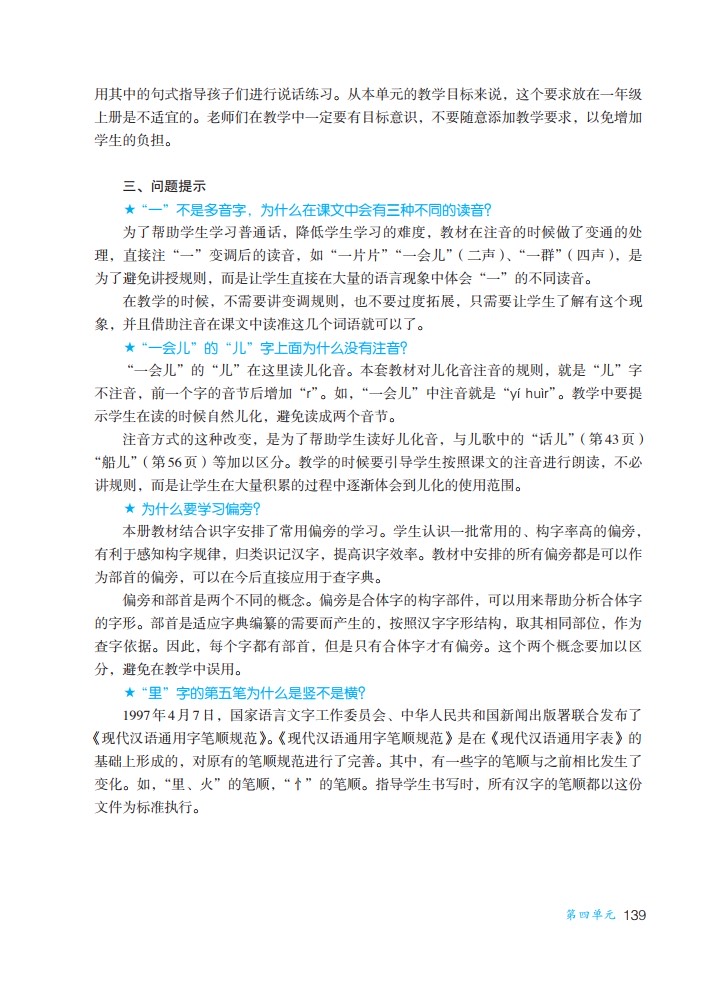 用其中的句式指导孩子们进行说话练习。从本单元的教学目标来说，这个要求放在一年级
上册是不适宜的。老师们在教学中一定要有目标意识，不要随意添加教学要求，以免增加
学生的负担。
三、问题提示
★ “一”不是多音字，为什么在课文中会有三种不同的读音？
为了帮助学生学习普通话，降低学生学习的难度，教材在注音的时候做了变通的处
理，直接注“一”变调后的读音，如“一片片”“一会儿”（二声）、“一群”（四声），是
为了避免讲授规则，而是让学生直接在大量的语言现象中体会“一”的不同读音。
在教学的时候，不需要讲变调规则，也不要过度拓展，只需要让学生了解有这个现
象，并且借助注音在课文中读准这几个词语就可以了。
★ “一会儿”的“儿”字上面为什么没有注音？
“一会儿”的“儿”在这里读儿化音。本套教材对儿化音注音的规则，就是“儿”字
不注音，前一个字的音节后增加“r”。如，“一会儿”中注音就是“yí huìr”。教学中要提
示学生在读的时候自然儿化，避免读成两个音节。
注音方式的这种改变，是为了帮助学生读好儿化音，与儿歌中的“话儿”（第43页）
“船儿”（第56页）等加以区分。教学的时候要引导学生按照课文的注音进行朗读，不必
讲规则，而是让学生在大量积累的过程中逐渐体会到儿化的使用范围。
★ 为什么要学习偏旁？
本册教材结合识字安排了常用偏旁的学习。学生认识一批常用的、构字率高的偏旁，
有利于感知构字规律，归类识记汉字，提高识字效率。教材中安排的所有偏旁都是可以作
为部首的偏旁，可以在今后直接应用于查字典。
偏旁和部首是两个不同的概念。偏旁是合体字的构字部件，可以用来帮助分析合体字
的字形。部首是适应字典编纂的需要而产生的，按照汉字字形结构，取其相同部位，作为
查字依据。因此，每个字都有部首，但是只有合体字才有偏旁。这个两个概念要加以区
分，避免在教学中误用。
★ “里”字的第五笔为什么是竖不是横？
1997年4月7日，国家语言文字工作委员会、中华人民共和国新闻出版署联合发布了
《现代汉语通用字笔顺规范》。《现代汉语通用字笔顺规范》是在《现代汉语通用字表》的
基础上形成的，对原有的笔顺规范进行了完善。其中，有一些字的笔顺与之前相比发生了
变化。如，“里、火”的笔顺，“忄”的笔顺。指导学生书写时，所有汉字的笔顺都以这份
文件为标准执行。
第四单元 139